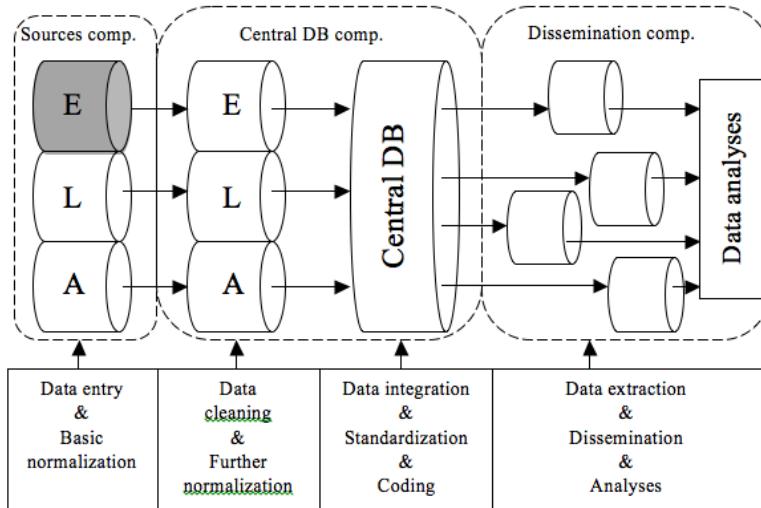 Sources comp.
Central DB comp.
Dissemination comp.
E
E
L
L
A
A
Central DB
Data analyses
Data entry
&
Basic
normalization
Data
cleaning
&
Further
normalization
Data integration
&
Standardization
&
Coding
Data extraction
&
Dissemination
&
Analyses